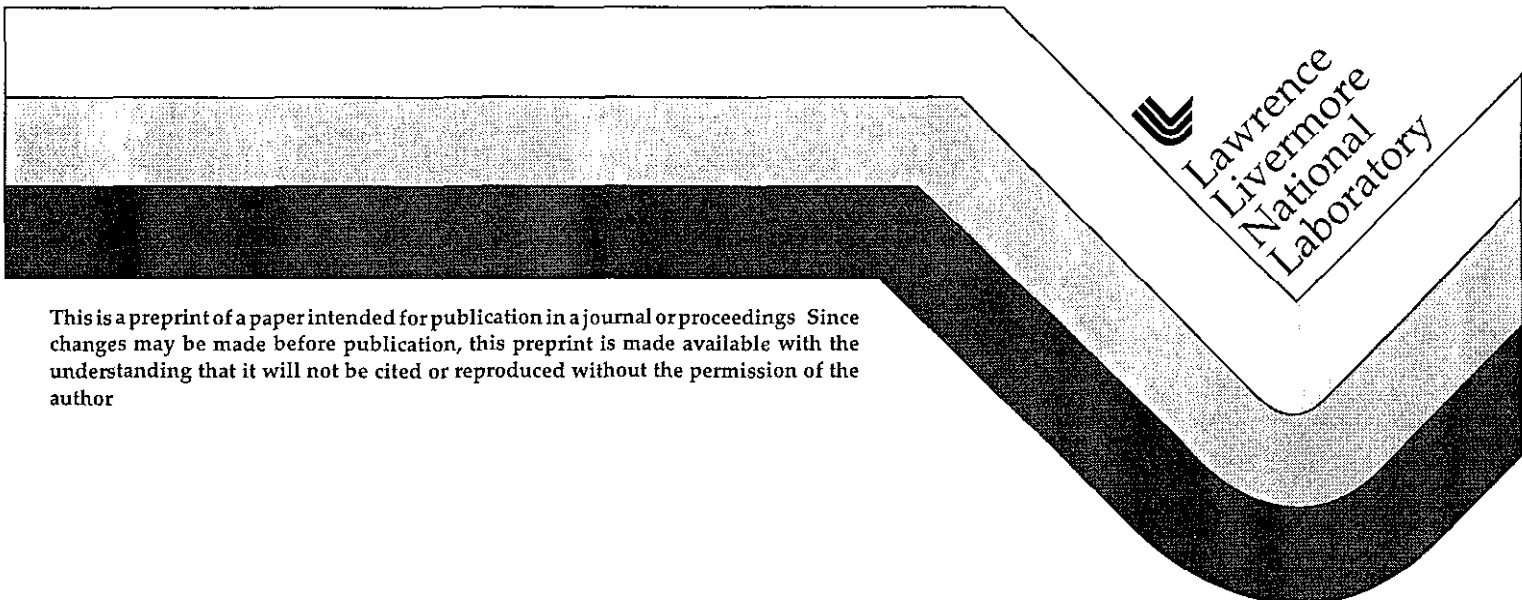 Lawrence
Livermore
National
Laboratory
This is a preprint of a paper intended for publication in a journal or proceedings Since
changes may be made before publication, this preprint is made available with the
understanding that it will not be cited or reproduced without the permission of the
author